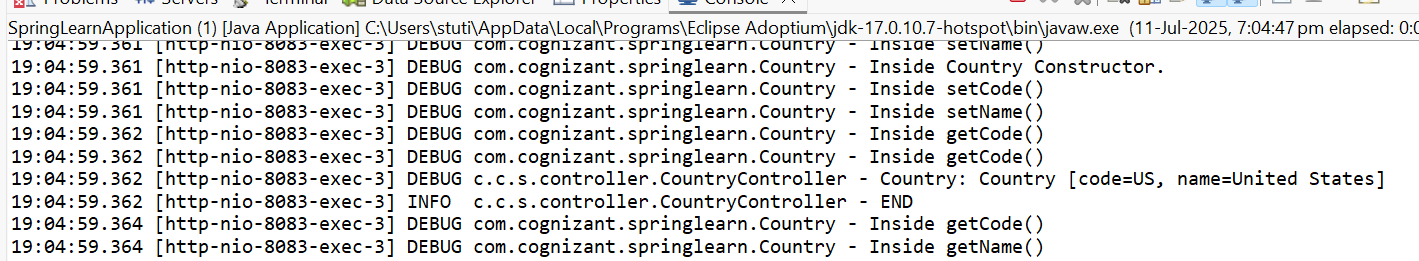 Problems Servers Terminal Data Source Explorer Properties Console
SpringLearnApplication (1) [Java Application] C:\Users\stuti\AppData\Local\Programs\Eclipse Adoptium\jdk-17.0.10.7-hotspot\bin\javaw.exe (11-Jul-2025, 7:04:47 pm elapsed: 0:0
19:04:59.361 [http-nio-8083-exec-3] DEBUG com.cognizant.springlearn.Country - Inside setName()
19:04:59.361 [http-nio-8083-exec-3] DEBUG com.cognizant.springlearn.Country - Inside Country Constructor.
19:04:59.361 [http-nio-8083-exec-3] DEBUG com.cognizant.springlearn.Country - Inside setCode()
19:04:59.361 [http-nio-8083-exec-3] DEBUG com.cognizant.springlearn.Country - Inside setName()
19:04:59.362 [http-nio-8083-exec-3] DEBUG com.cognizant.springlearn.Country - Inside getCode()
19:04:59.362 [http-nio-8083-exec-3] DEBUG com.cognizant.springlearn.Country - Inside getCode()
19:04:59.362 [http-nio-8083-exec-3] DEBUG c.c.s.controller.CountryController - Country: Country [code=US, name=United States]
19:04:59.362 [http-nio-8083-exec-3] INFO  c.c.s.controller.CountryController - END
19:04:59.364 [http-nio-8083-exec-3] DEBUG com.cognizant.springlearn.Country - Inside getCode()
19:04:59.364 [http-nio-8083-exec-3] DEBUG com.cognizant.springlearn.Country - Inside getName()